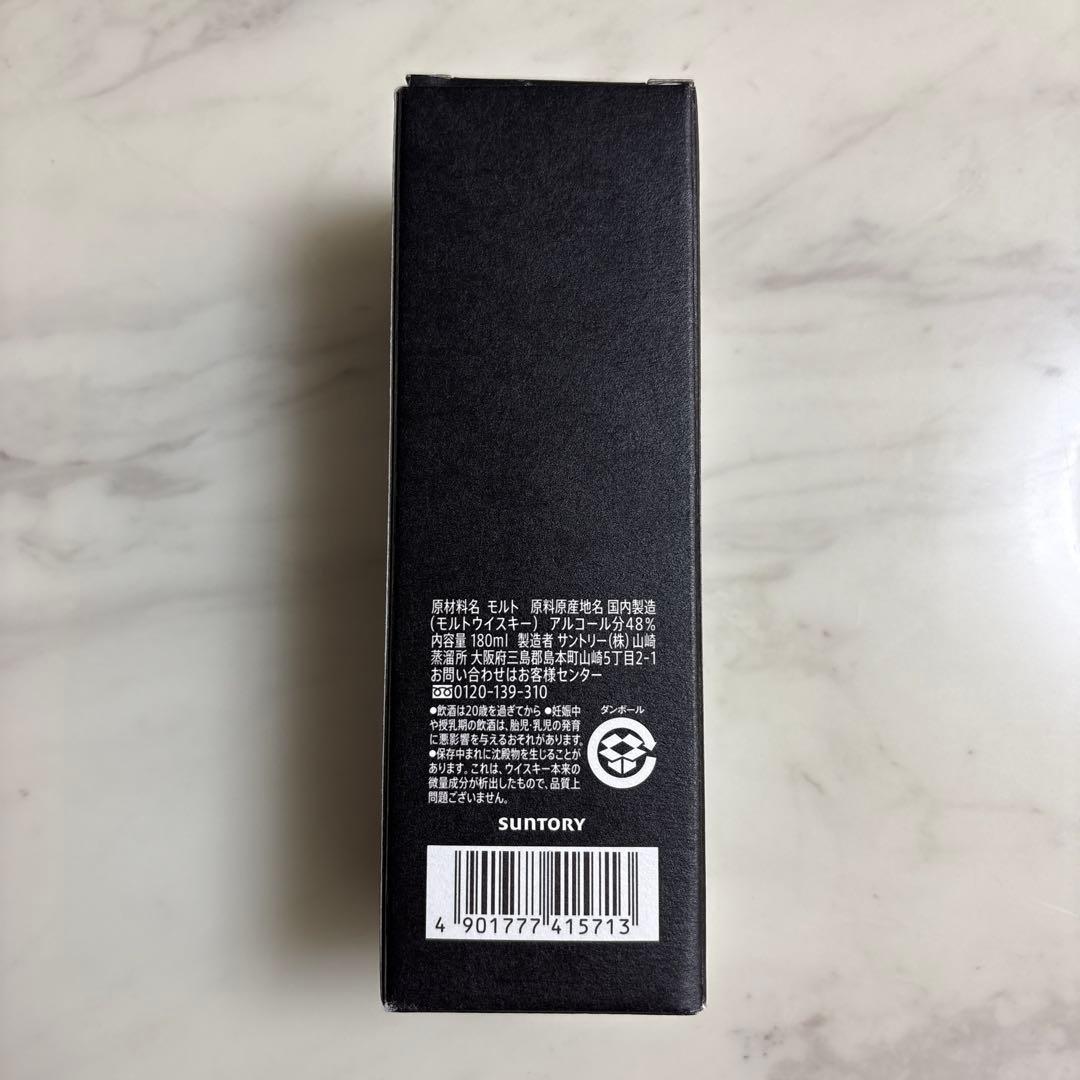 原材料名 モルト 原料原産地名 国内製造
(モルトウイスキー) アルコール分48%
内容量 180ml 製造者 サントリー(株) 山崎
蒸溜所 大阪府三島郡島本町山崎5丁目2-1
お問い合わせはお客様センター
0120-139-310
●飲酒は20歳を過ぎてから ●妊娠中
や授乳期の飲酒は、胎児・乳児の発育
に悪影響を与えるおそれがあります。
●保存中まれに沈殿物を生じることが
あります。これは、ウイスキー本来の
微量成分が析出したもので、品質上
問題ございません。
ダンボール
SUNTORY
4 901777 415713